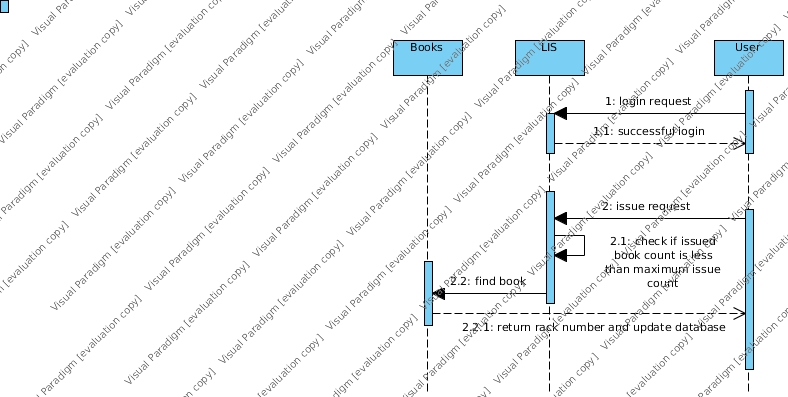 Books
LIS
User
1: login request
1.1: successful login
2: issue request
2.1: check if issued
book count is less
than maximum issue
count
2.2: find book
2.2.1: return rack number and update database
Visual Paradigm [evaluation copy]